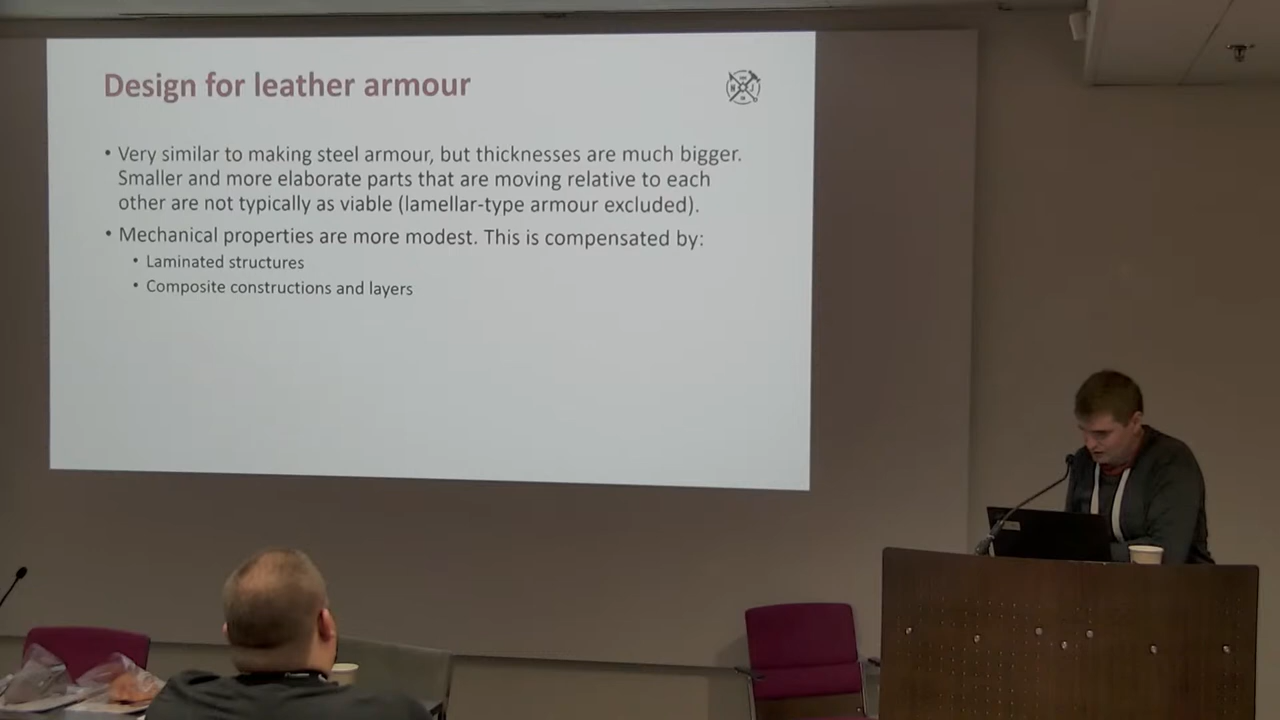 Design for leather armour
• Very similar to making steel armour, but thicknesses are much bigger.
Smaller and more elaborate parts that are moving relative to each
other are not typically as viable (lamellar-type armour excluded).
• Mechanical properties are more modest. This is compensated by:
• Laminated structures
• Composite constructions and layers